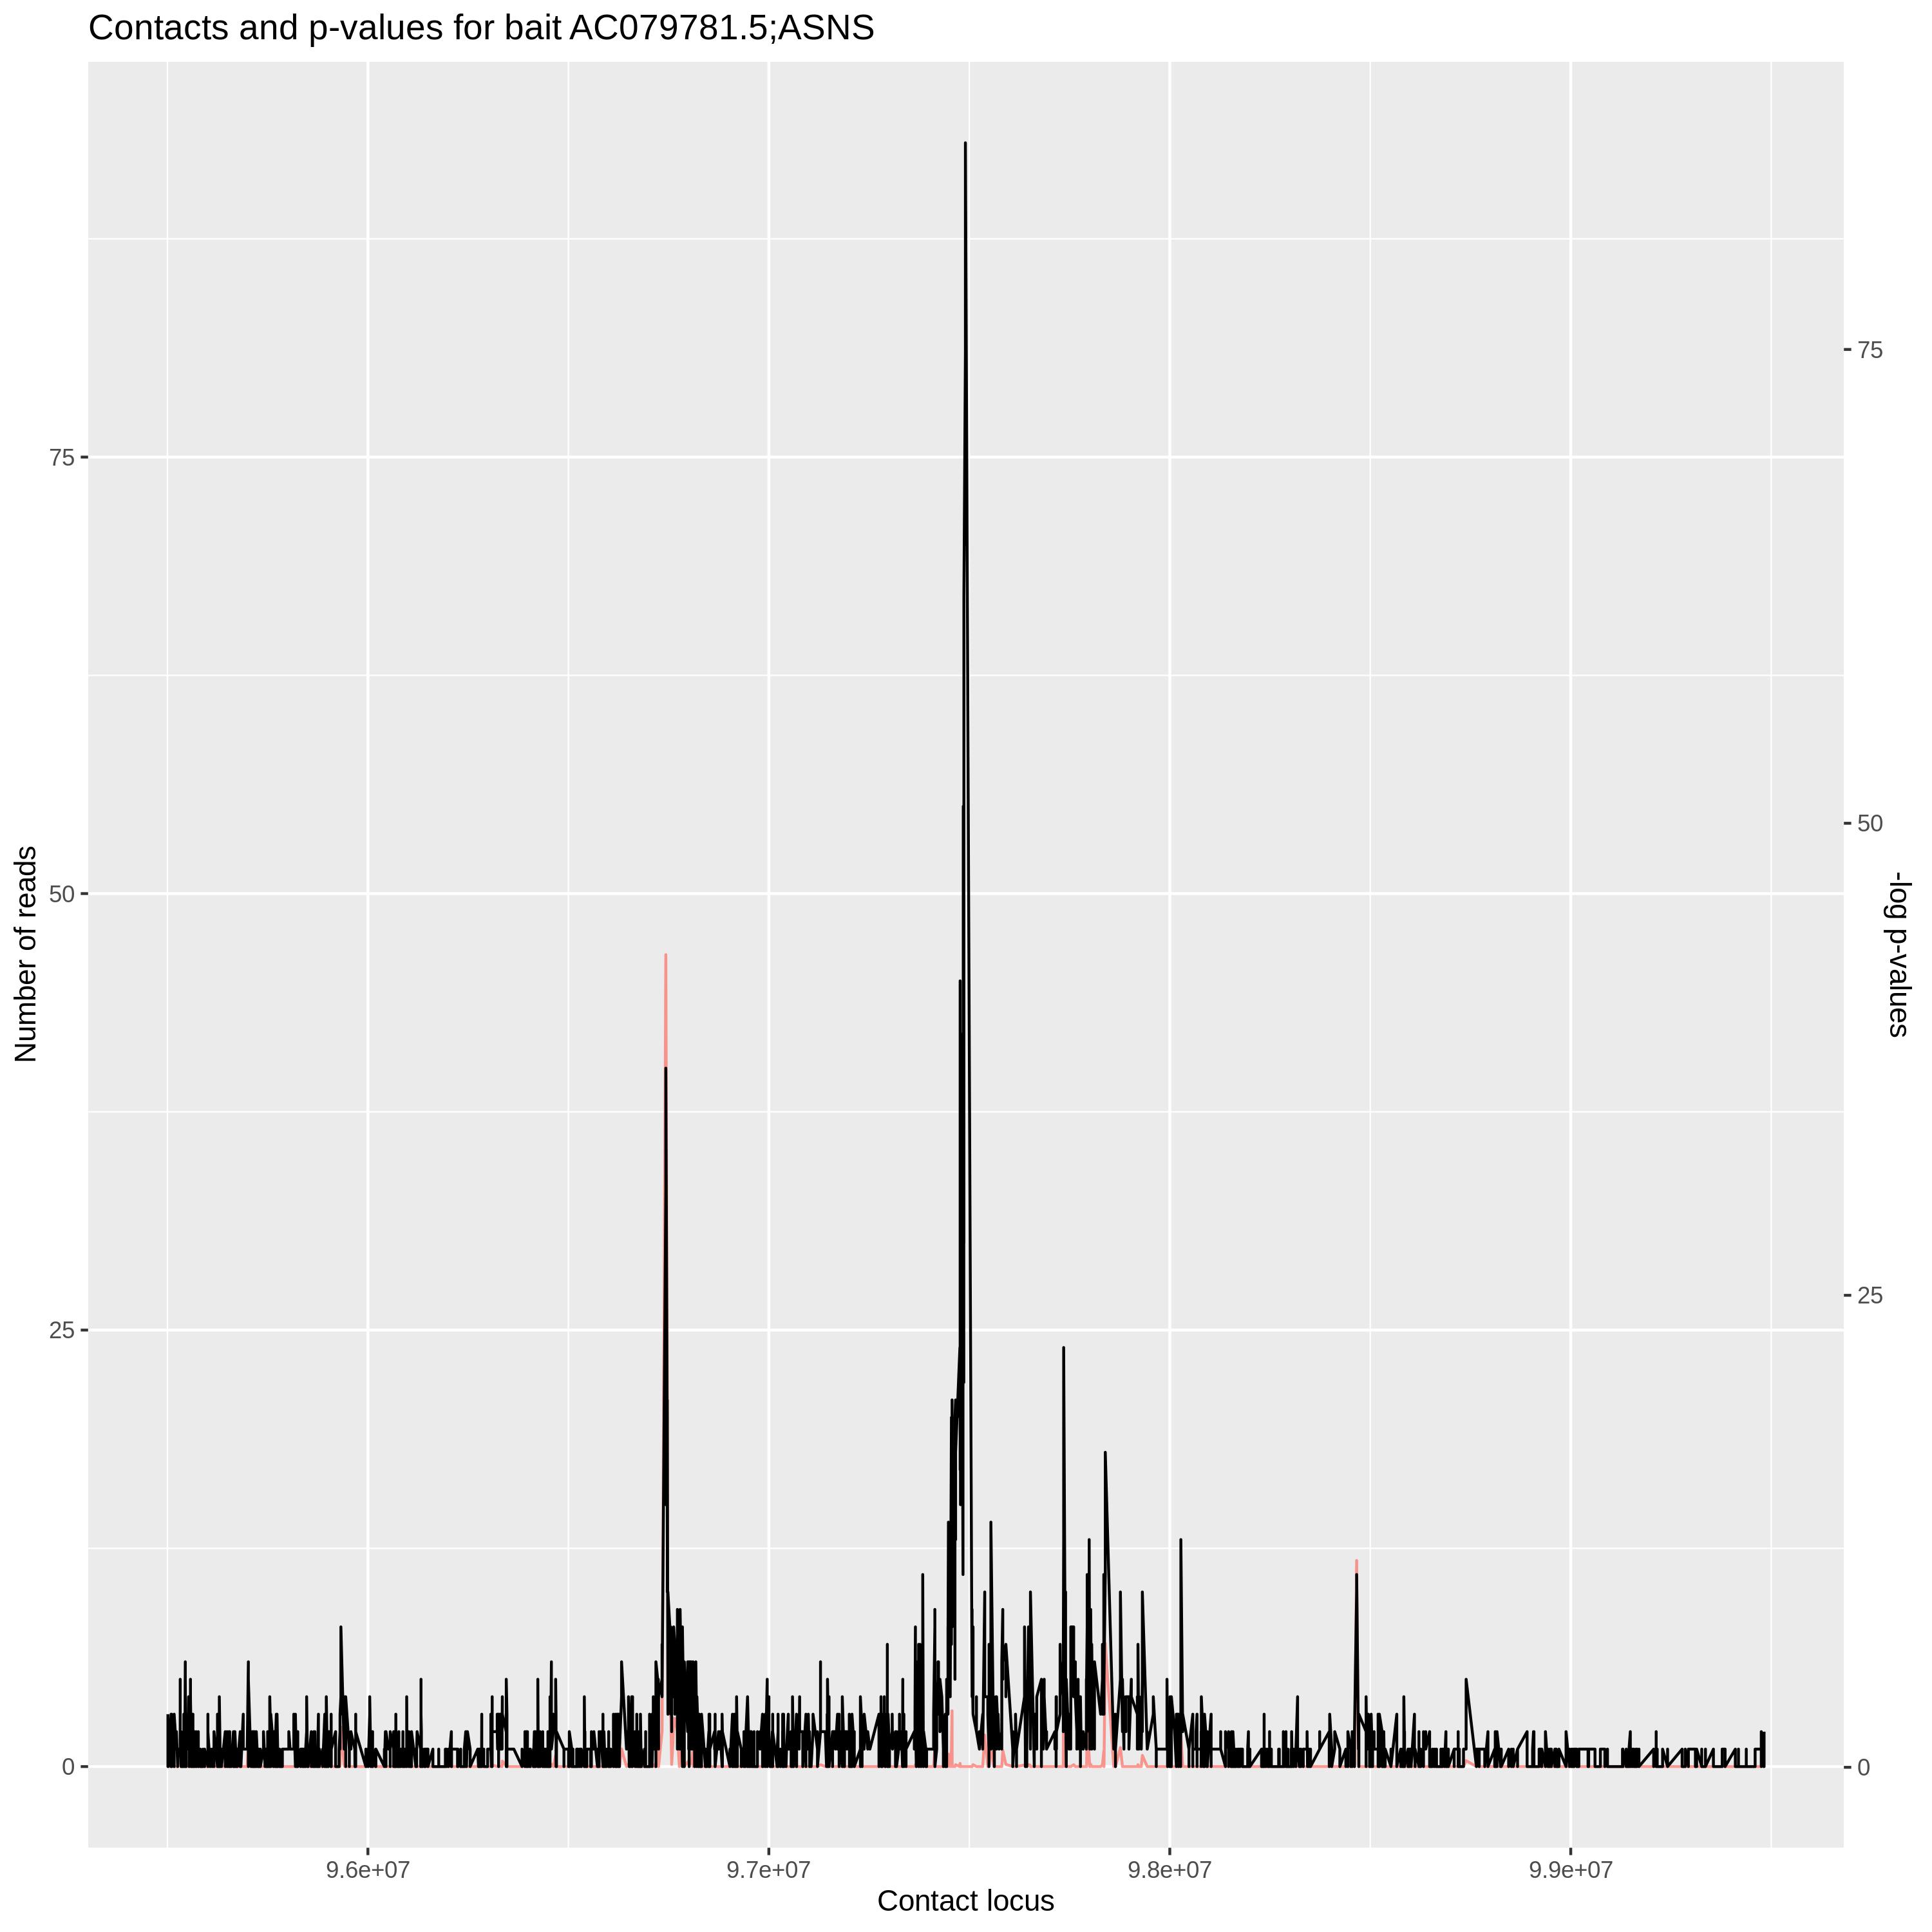 Contacts and p-values for bait AC079781.5;ASNS
75
50
25
0
Number of reads
75
50
25
0
-log p-values
9.6e+07
9.7e+07
9.8e+07
9.9e+07
Contact locus